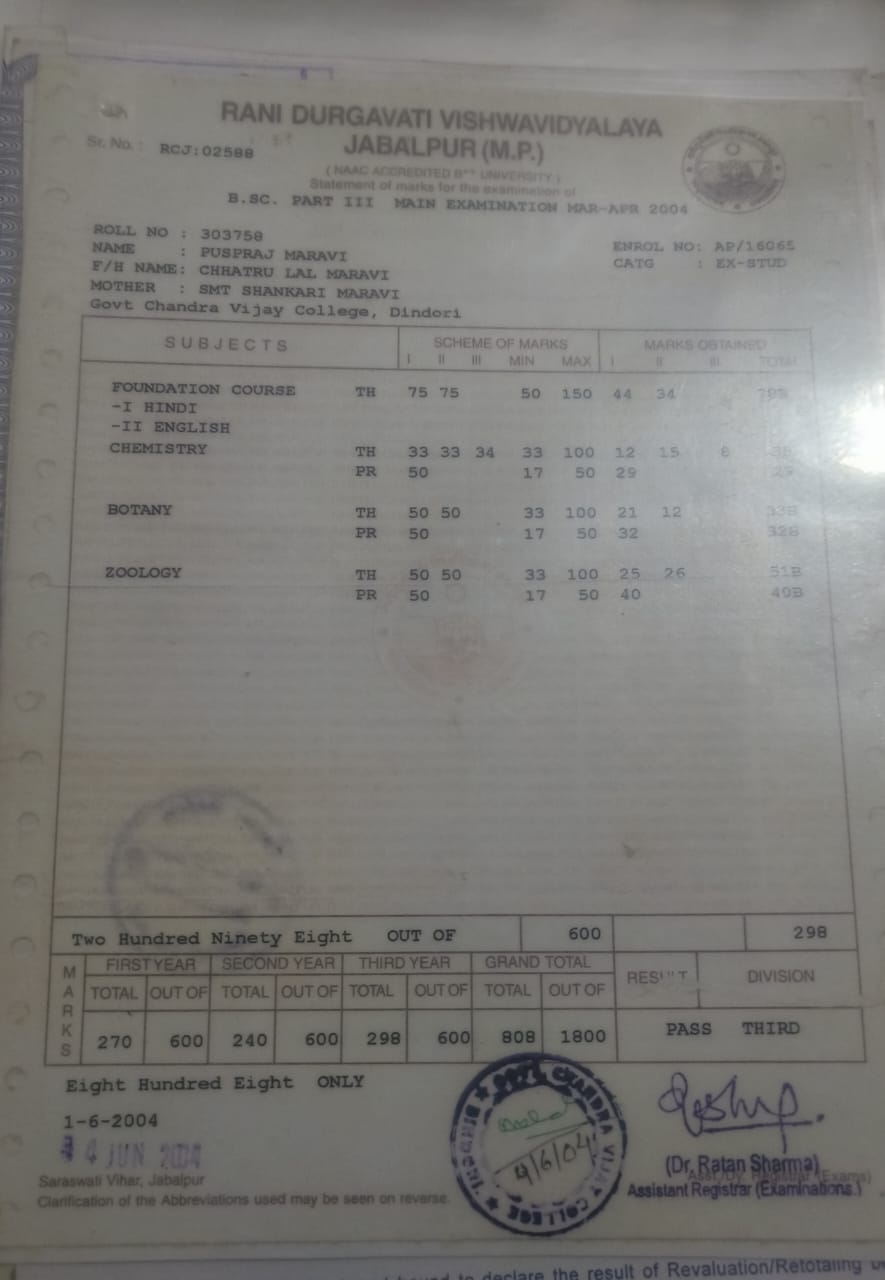 RANI DURGAVATI VISHWAVIDYALAYA
JABALPUR (M.P.)
Sr. No. : RCJ:02588
(NAAC ACCREDITED B++ UNIVERSITY)
Statement of marks for the examination of
B.SC. PART III MAIN EXAMINATION MAR-APR 2004
ROLL NO : 303758
NAME : PUSPRAJ MARAVI ENROL NO: AP/16065
F/H NAME: CHHATRU LAL MARAVI CATG : EX-STUD
MOTHER : SMT SHANKARI MARAVI
Govt Chandra Vijay College, Dindori
SUBJECTS SCHEME OF MARKS MARKS OBTAINED
I II III MIN MAX I II III TOTAL
FOUNDATION COURSE TH 75 75 50 150 44 34
-I HINDI
-II ENGLISH
CHEMISTRY TH 33 33 34 33 100 12 15 8
PR 50 17 50 29 29
BOTANY TH 50 50 33 100 21 12 33B
PR 50 17 50 32 32B
ZOOLOGY TH 50 50 33 100 25 26 51B
PR 50 17 50 40 40B
Two Hundred Ninety Eight OUT OF 600 298
MARKS
FIRST YEAR SECOND YEAR THIRD YEAR GRAND TOTAL RESULT DIVISION
TOTAL OUT OF TOTAL OUT OF TOTAL OUT OF TOTAL OUT OF
270 600 240 600 298 600 808 1800 PASS THIRD
Eight Hundred Eight ONLY
1-6-2004
JUN 2004
GOVT. CHANDRA VIJAY COLLEGE
4/6/04
(Dr. Ratan Sharma)
Asst./Dy. Registrar (Exams)
Assistant Registrar (Examinations.)
Saraswati Vihar, Jabalpur
Clarification of the Abbreviations used may be seen on reverse.
to declare the result of Revaluation/Retotaling